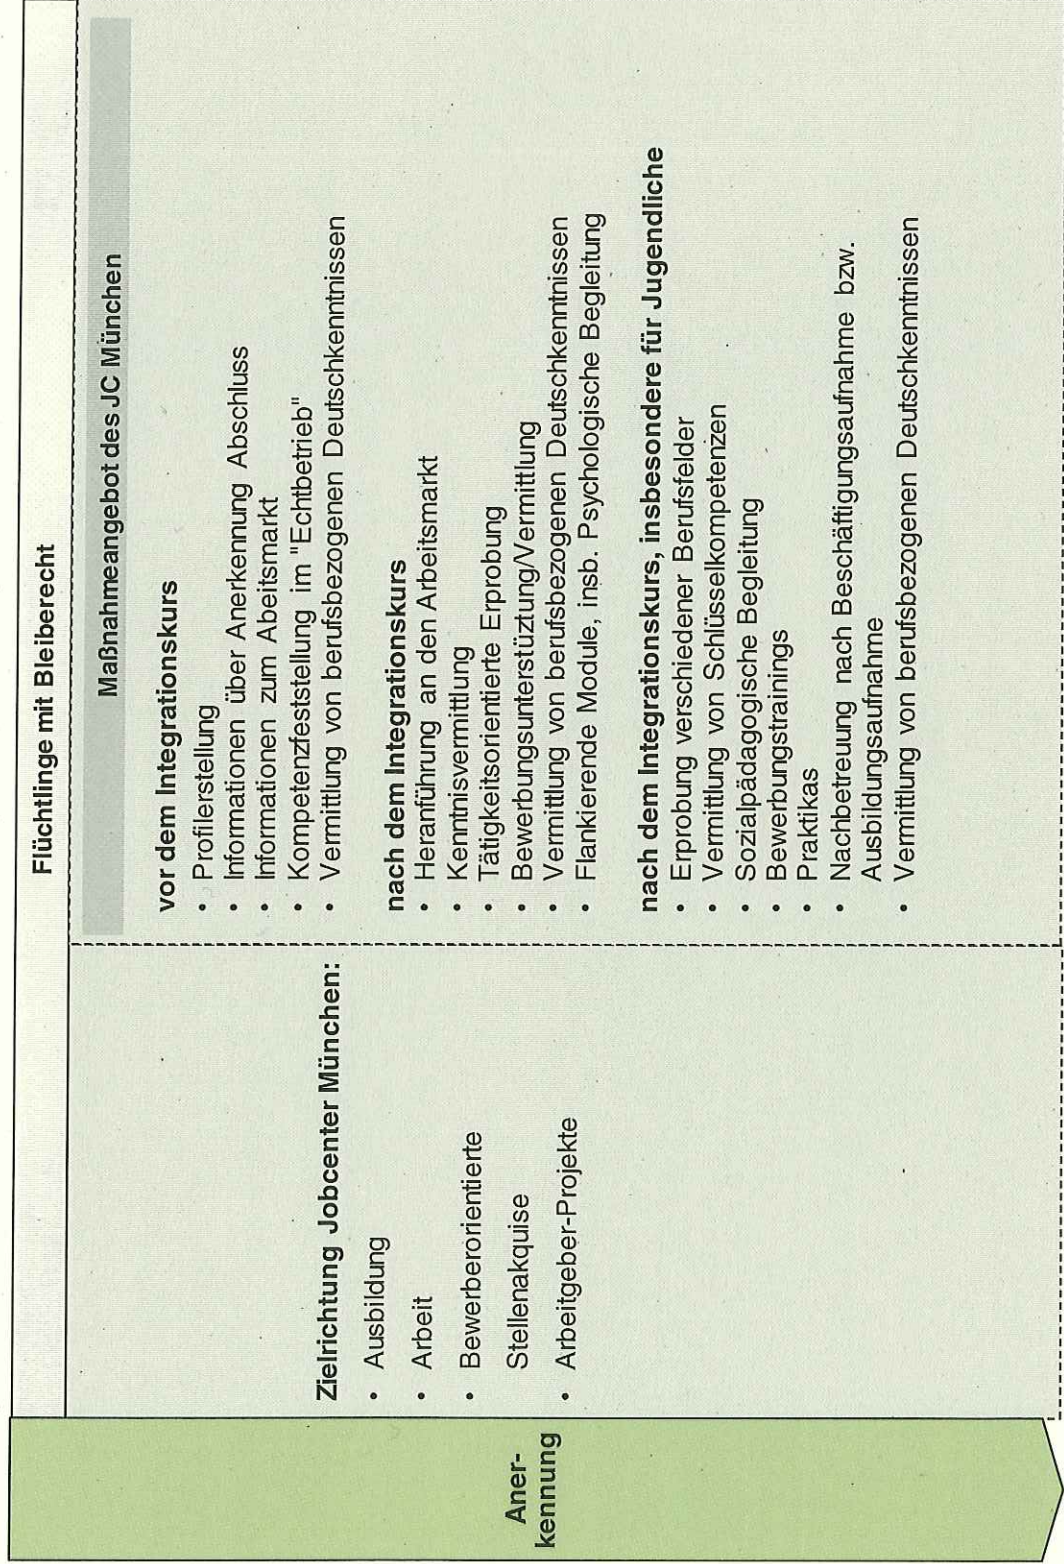 Flüchtlinge mit Bleiberecht
Aner-
kennung
Zielrichtung Jobcenter München:
• Ausbildung
• Arbeit
• Bewerberorientierte
Stellenakquise
• Arbeitgeber-Projekte
Maßnahmeangebot des JC München
vor dem Integrationskurs
• Profilerstellung
• Informationen über Anerkennung Abschluss
• Informationen zum Abeitsmarkt
• Kompetenzfeststellung im "Echtbetrieb"
• Vermittlung von berufsbezogenen Deutschkenntnissen
nach dem Integrationskurs
• Heranführung an den Arbeitsmarkt
• Kenntnisvermittlung
• Tätigkeitsorientierte Erprobung
• Bewerbungsunterstüztung/Vermittlung
• Vermittlung von berufsbezogenen Deutschkenntnissen
• Flankierende Module, insb. Psychologische Begleitung
nach dem Integrationskurs, insbesondere für Jugendliche
• Erprobung verschiedener Berufsfelder
• Vermittlung von Schlüsselkompetenzen
• Sozialpädagogische Begleitung
• Bewerbungstrainings
• Praktikas
• Nachbetreuung nach Beschäftigungsaufnahme bzw.
Ausbildungsaufnahme
• Vermittlung von berufsbezogenen Deutschkenntnissen